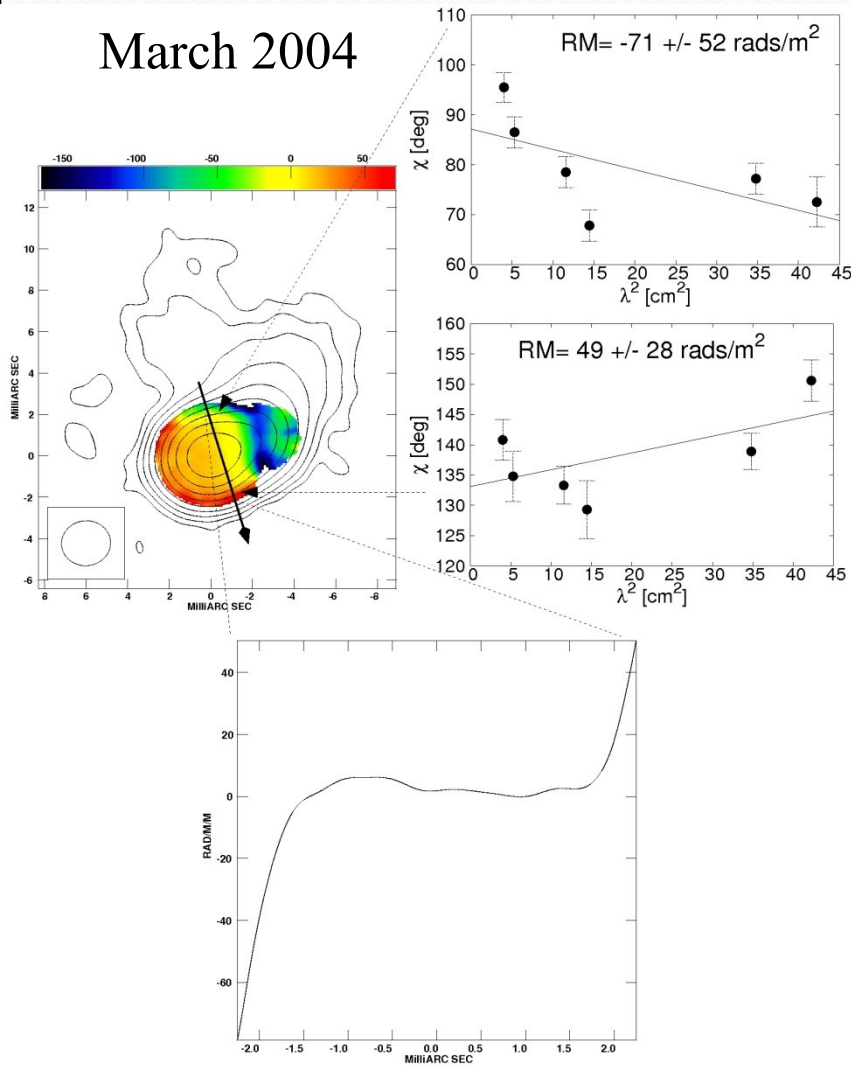 March 2004
-150 -100 -50 0 50
12
10
8
6
4
2
0
-2
-4
-6
MilliARC SEC
8 6 4 2 0 -2 -4 -6 -8
MilliARC SEC
RM= -71 +/- 52 rads/m²
110
100
90
80
70
60
χ [deg]
0 5 10 15 20 25 30 35 40 45
λ² [cm²]
RM= 49 +/- 28 rads/m²
160
155
150
145
140
135
130
125
120
χ [deg]
0 5 10 15 20 25 30 35 40 45
λ² [cm²]
40
20
0
-20
-40
-60
RAD/M/M
-2.0 -1.5 -1.0 -0.5 0.0 0.5 1.0 1.5 2.0
MilliARC SEC